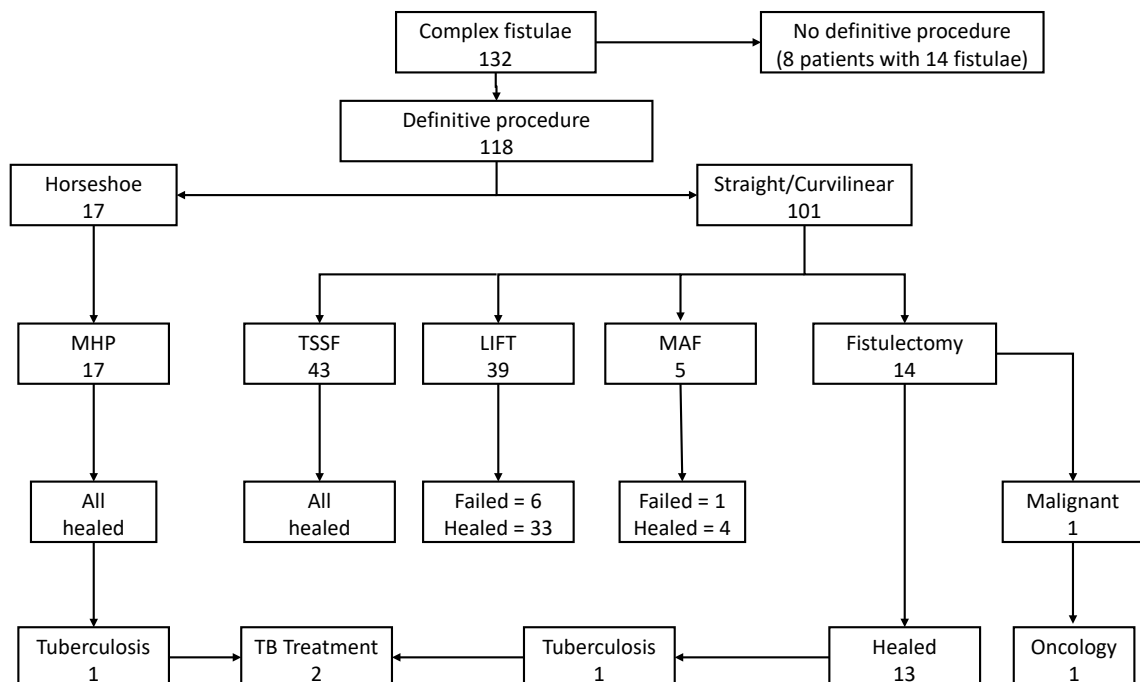 Complex fistulae
132
No definitive procedure
(8 patients with 14 fistulae)
Definitive procedure
118
Horseshoe
17
Straight/Curvilinear
101
MHP
17
TSSF
43
LIFT
39
MAF
5
Fistulectomy
14
All
healed
All
healed
Failed = 6
Healed = 33
Failed = 1
Healed = 4
Malignant
1
Tuberculosis
1
TB Treatment
2
Tuberculosis
1
Healed
13
Oncology
1